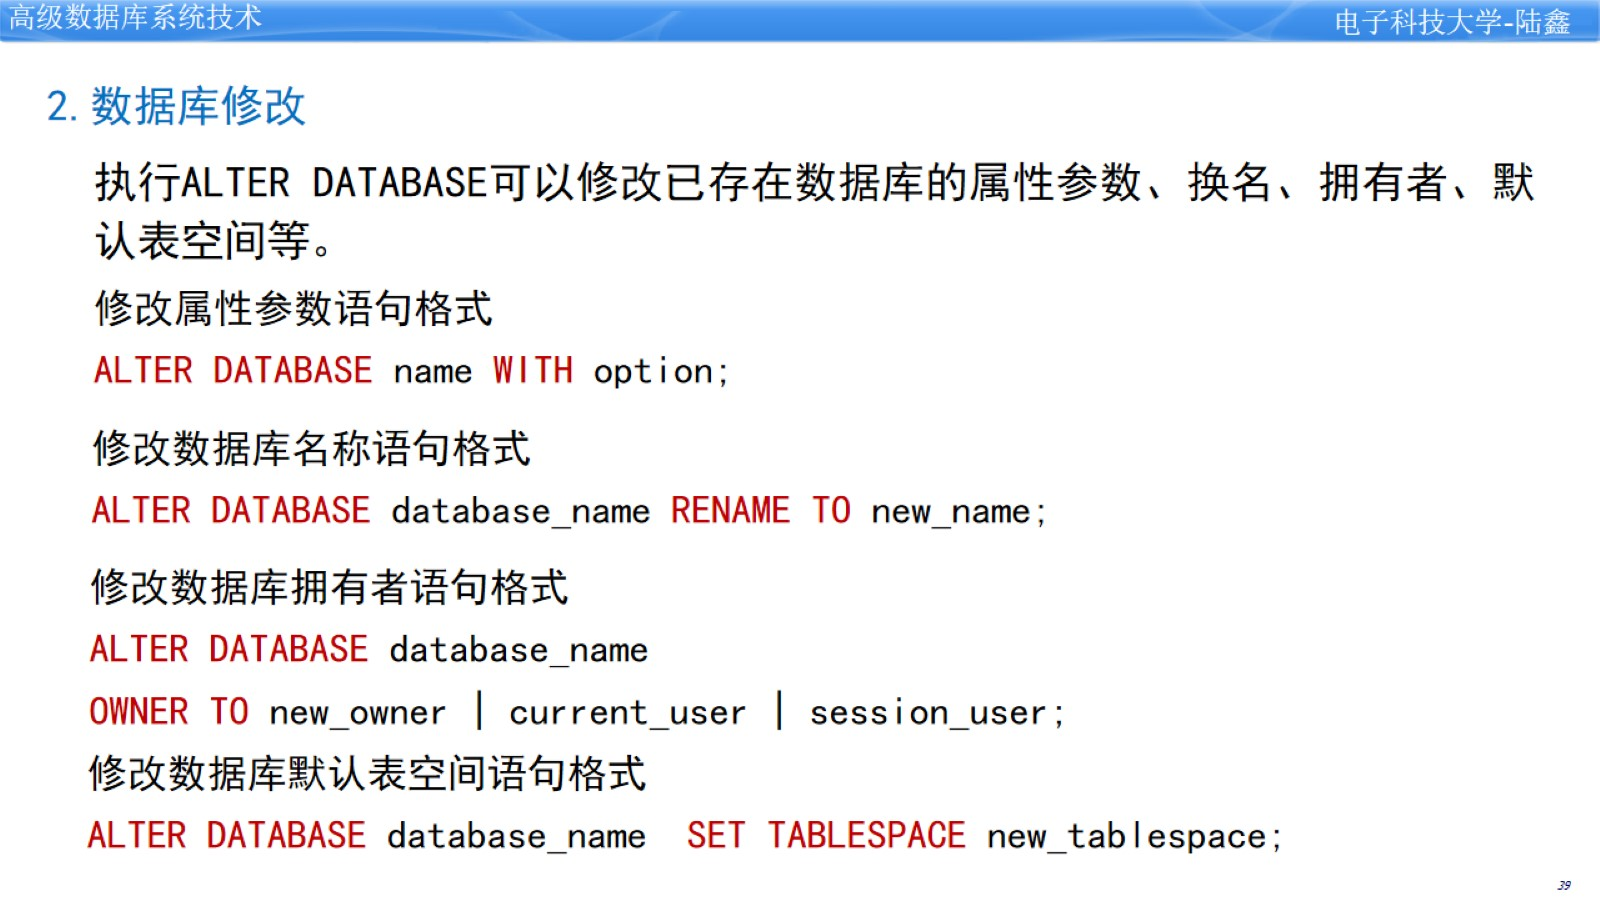 高级数据库系统技术
电子科技大学-陆鑫
2. 数据库修改
执行ALTER DATABASE可以修改已存在数据库的属性参数、换名、拥有者、默
认表空间等。
修改属性参数语句格式
ALTER DATABASE name WITH option;
修改数据库名称语句格式
ALTER DATABASE database_name RENAME TO new_name;
修改数据库拥有者语句格式
ALTER DATABASE database_name
OWNER TO new_owner | current_user | session_user;
修改数据库默认表空间语句格式
ALTER DATABASE database_name  SET TABLESPACE new_tablespace;
39